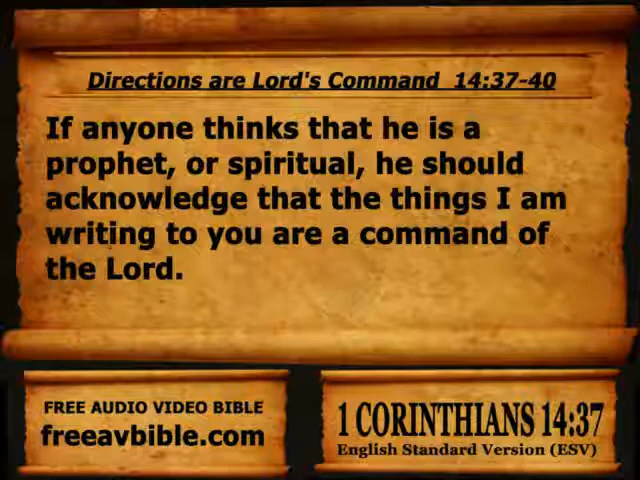 Directions are Lord's Command 14:37-40
If anyone thinks that he is a
prophet, or spiritual, he should
acknowledge that the things I am
writing to you are a command of
the Lord.
FREE AUDIO VIDEO BIBLE
freeavbible.com
1 CORINTHIANS 14:37
English Standard Version (ESV)